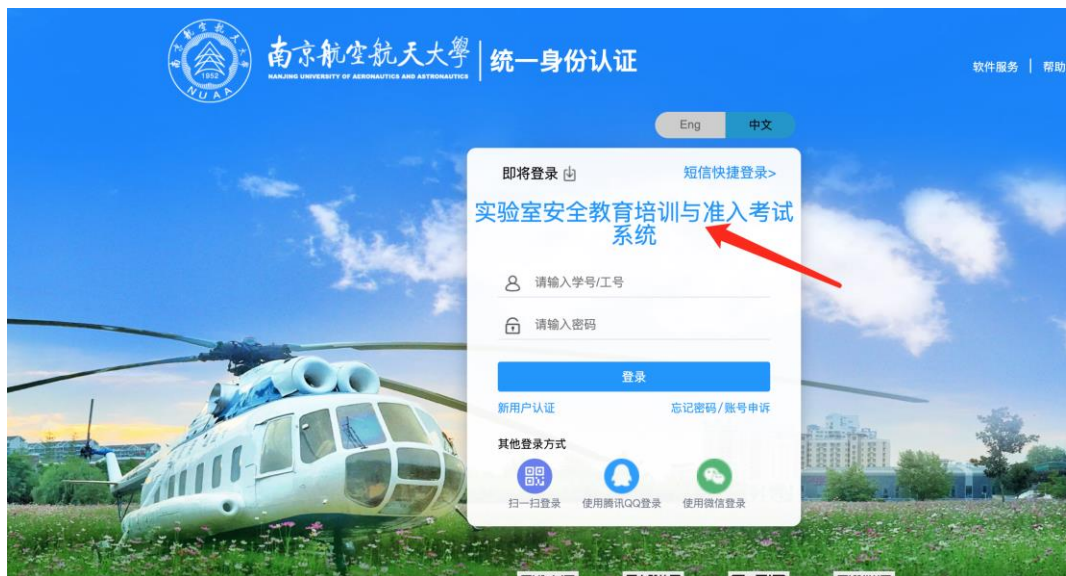 南京航空航天大學
NANJING UNIVERSITY OF AERONAUTICS AND ASTRONAUTICS
1952
NUAA
统一身份认证
软件服务 | 帮助
Eng 中文
即将登录 短信快捷登录>
实验室安全教育培训与准入考试
系统
请输入学号/工号
请输入密码
登录
新用户认证 忘记密码/账号申诉
其他登录方式
扫一扫登录 使用腾讯QQ登录 使用微信登录